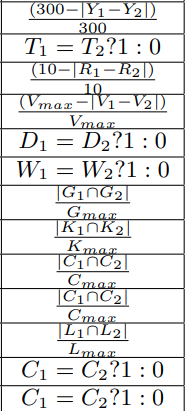 (300−|Y₁−Y₂|)/300
T₁ = T₂?1 : 0
(10−|R₁−R₂|)/10
(Vₘₐₓ−|V₁−V₂|)/Vₘₐₓ
D₁ = D₂?1 : 0
W₁ = W₂?1 : 0
|G₁∩G₂|/Gₘₐₓ
|K₁∩K₂|/Kₘₐₓ
|C₁∩C₂|/Cₘₐₓ
|C₁∩C₂|/Cₘₐₓ
|L₁∩L₂|/Lₘₐₓ
C₁ = C₂?1 : 0
C₁ = C₂?1 : 0